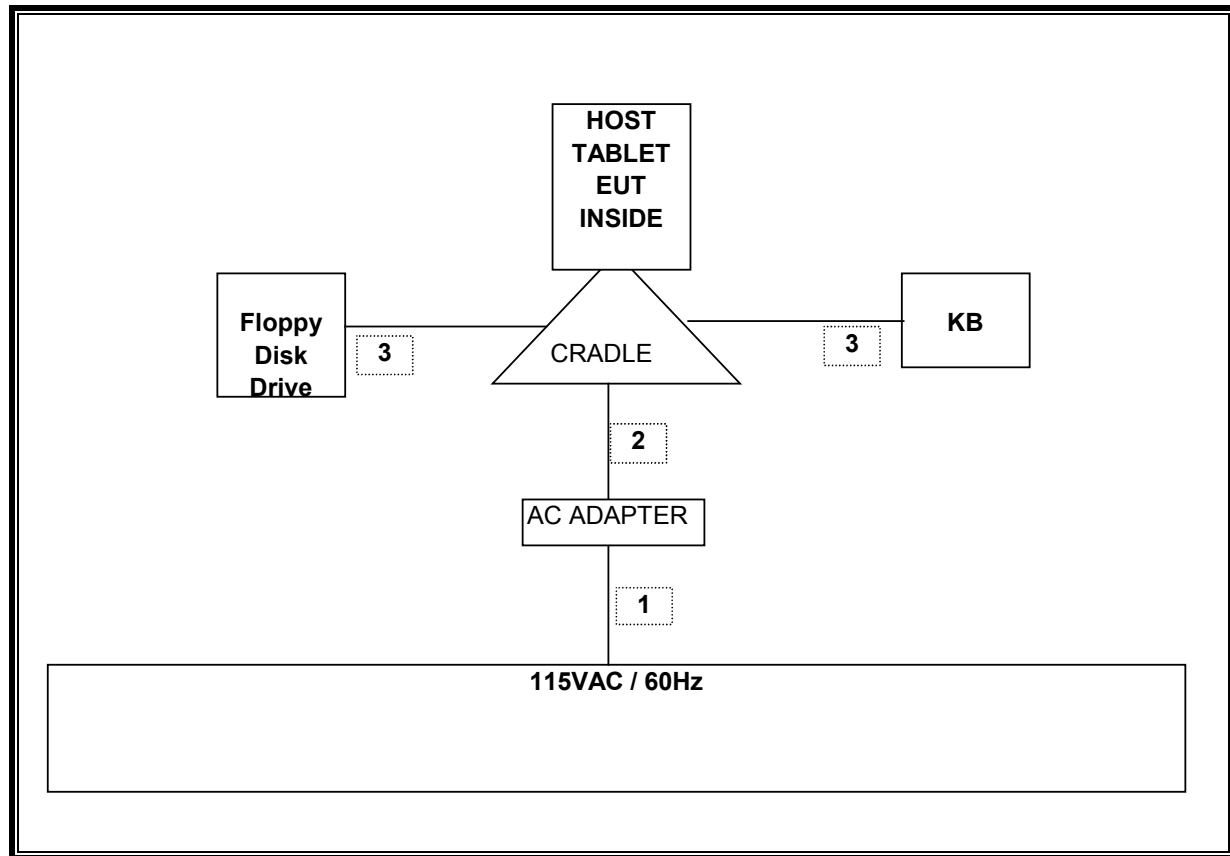 HOST
TABLET
EUT
INSIDE
Floppy
Disk
Drive
3
CRADLE
3
KB
2
AC ADAPTER
1
115VAC / 60Hz